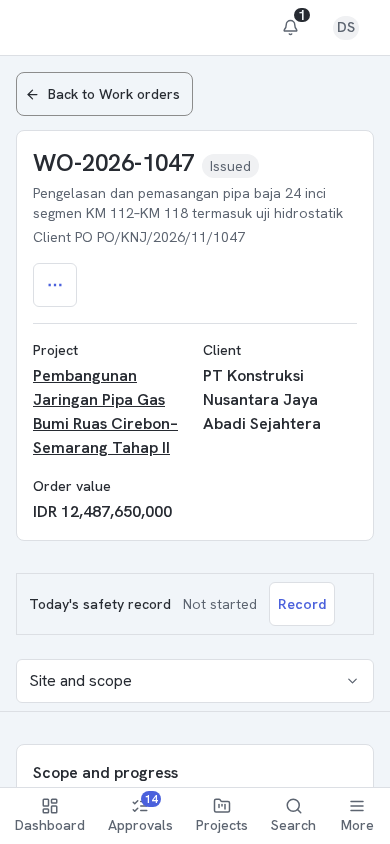 1
DS
Back to Work orders
WO-2026-1047 Issued
Pengelasan dan pemasangan pipa baja 24 inci
segmen KM 112–KM 118 termasuk uji hidrostatik
Client PO PO/KNJ/2026/11/1047
...
Project
Pembangunan
Jaringan Pipa Gas
Bumi Ruas Cirebon–
Semarang Tahap II
Client
PT Konstruksi
Nusantara Jaya
Abadi Sejahtera
Order value
IDR 12,487,650,000
Today's safety record Not started Record
Site and scope
Scope and progress
14
Dashboard Approvals Projects Search More